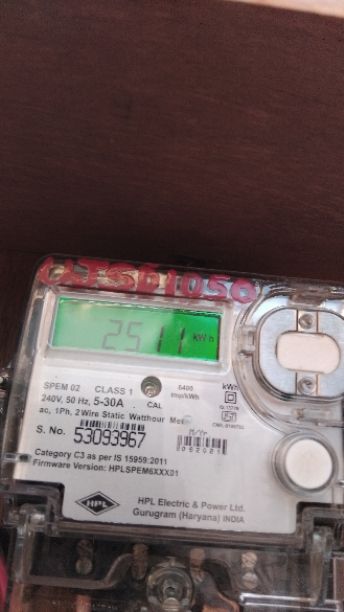 2511 kWh
SPEM 02 CLASS 1
240V, 50 Hz, 5-30A CAL 6400 imp/kWh
kWh
ac, 1Ph, 2 Wire Static Watthour Meter
S. No. 53093967
Category C3 as per IS 15959:2011
Firmware Version: HPLSPEM6XXX01
HPL
HPL Electric & Power Ltd.
Gurugram (Haryana) INDIA